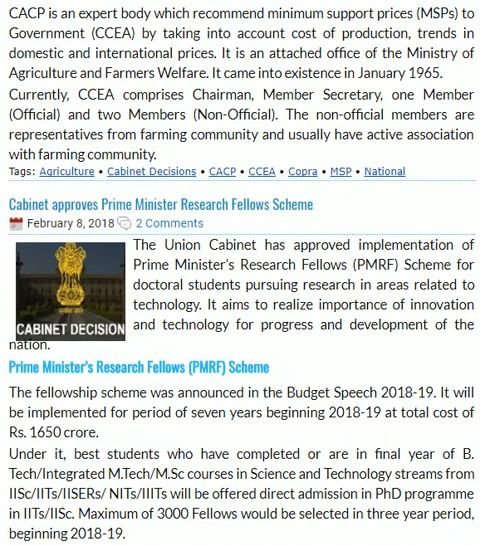 CACP is an expert body which recommend minimum support prices (MSPs) to
Government (CCEA) by taking into account cost of production, trends in
domestic and international prices. It is an attached office of the Ministry of
Agriculture and Farmers Welfare. It came into existence in January 1965.
Currently, CCEA comprises Chairman, Member Secretary, one Member
(Official) and two Members (Non-Official). The non-official members are
representatives from farming community and usually have active association
with farming community.
Tags: Agriculture • Cabinet Decisions • CACP • CCEA • Copra • MSP • National
Cabinet approves Prime Minister Research Fellows Scheme
February 8, 2018 2 Comments
The Union Cabinet has approved implementation of
Prime Minister's Research Fellows (PMRF) Scheme for
doctoral students pursuing research in areas related to
technology. It aims to realize importance of innovation
and technology for progress and development of the
nation.
CABINET DECISION
Prime Minister's Research Fellows (PMRF) Scheme
The fellowship scheme was announced in the Budget Speech 2018-19. It will
be implemented for period of seven years beginning 2018-19 at total cost of
Rs. 1650 crore.
Under it, best students who have completed or are in final year of B.
Tech/Integrated M.Tech/M.Sc courses in Science and Technology streams from
IISc/IITs/IISERs/ NITs/IIITs will be offered direct admission in PhD programme
in IITs/IISc. Maximum of 3000 Fellows would be selected in three year period,
beginning 2018-19.